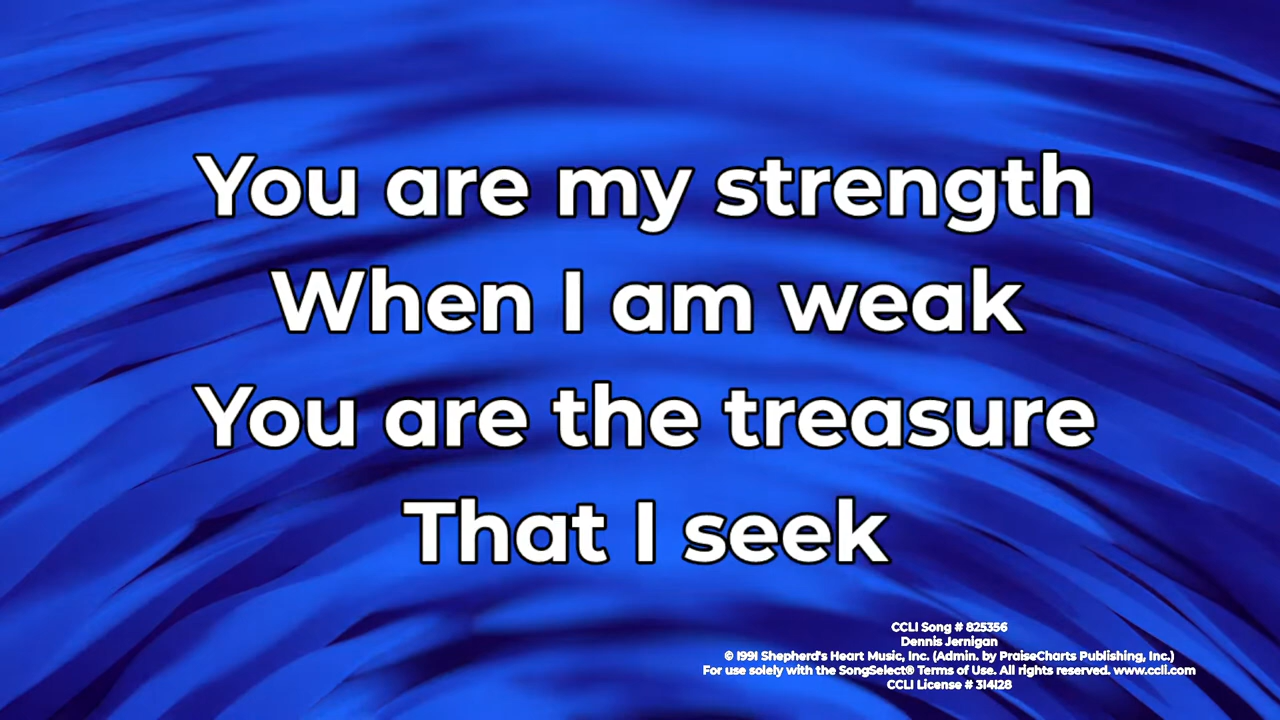 You are my strength
When I am weak
You are the treasure
That I seek
CCLI Song # 825356
Dennis Jernigan
© 1991 Shepherd's Heart Music, Inc. (Admin. by PraiseCharts Publishing, Inc.)
For use solely with the SongSelect® Terms of Use. All rights reserved. www.ccli.com
CCLI License # 314128